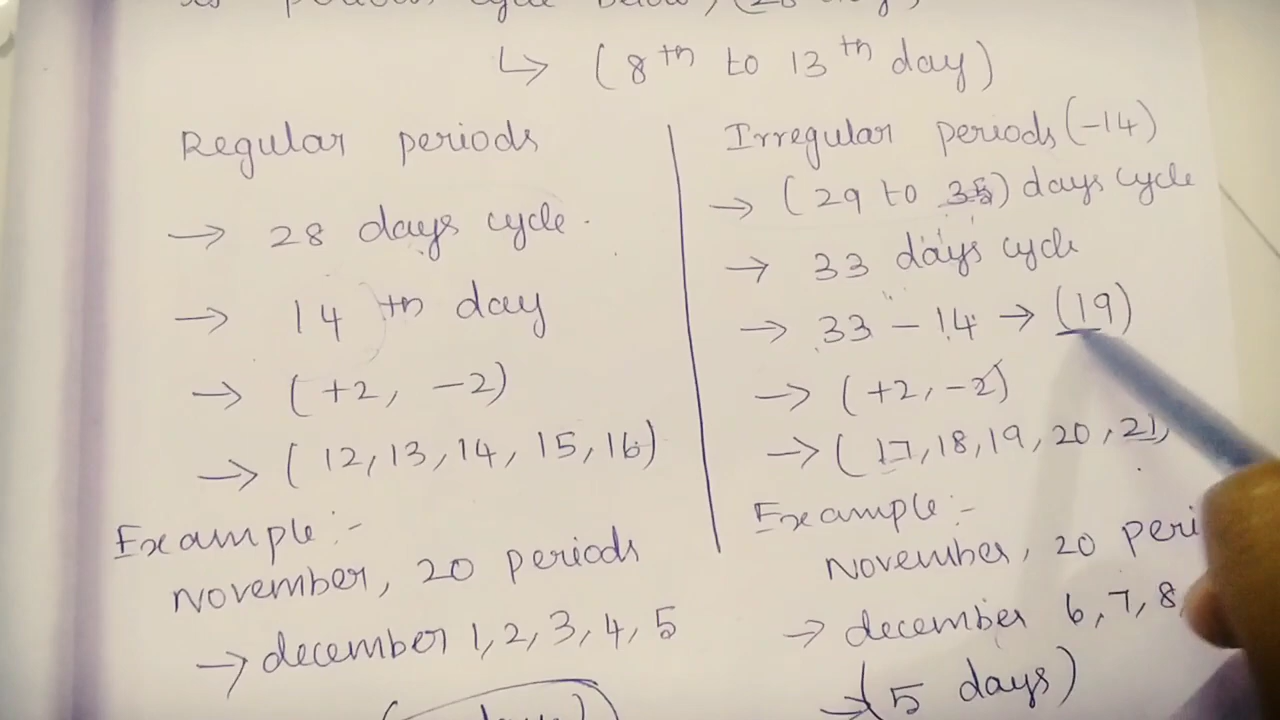 (8th to 13th day)
Regular periods
→ 28 days cycle.
→ 14th day
→ (+2, -2)
→ (12, 13, 14, 15, 16)
Example:-
november, 20 periods
→ december 1, 2, 3, 4, 5
Irregular periods (-14)
→ (29 to 35) days cycle
→ 33 days cycle
→ 33 - 14 → (19)
→ (+2, -2)
→ (17, 18, 19, 20, 21,
Example:-
november, 20 peri
→ december 6, 7, 8,
→ (5 days)